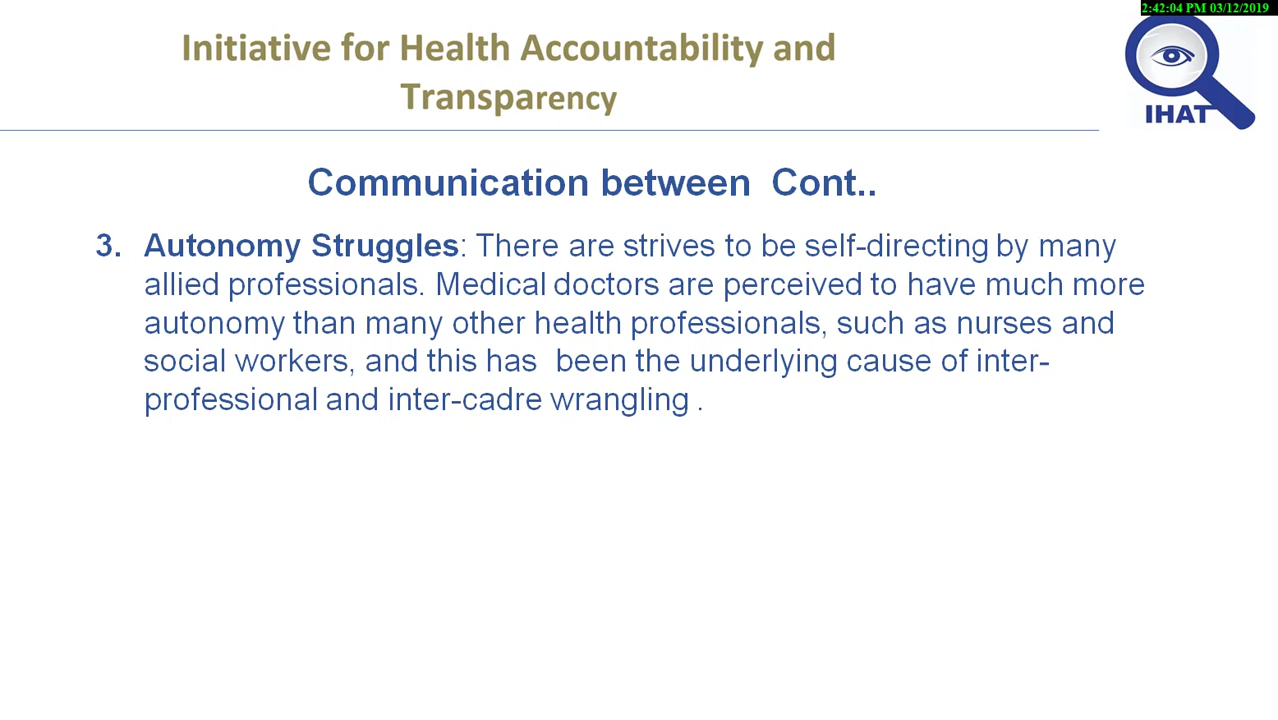 2:42:04 PM 03/12/2019
Initiative for Health Accountability and
Transparency
IHAT
Communication between Cont..
3. Autonomy Struggles: There are strives to be self-directing by many
allied professionals. Medical doctors are perceived to have much more
autonomy than many other health professionals, such as nurses and
social workers, and this has been the underlying cause of inter-
professional and inter-cadre wrangling .